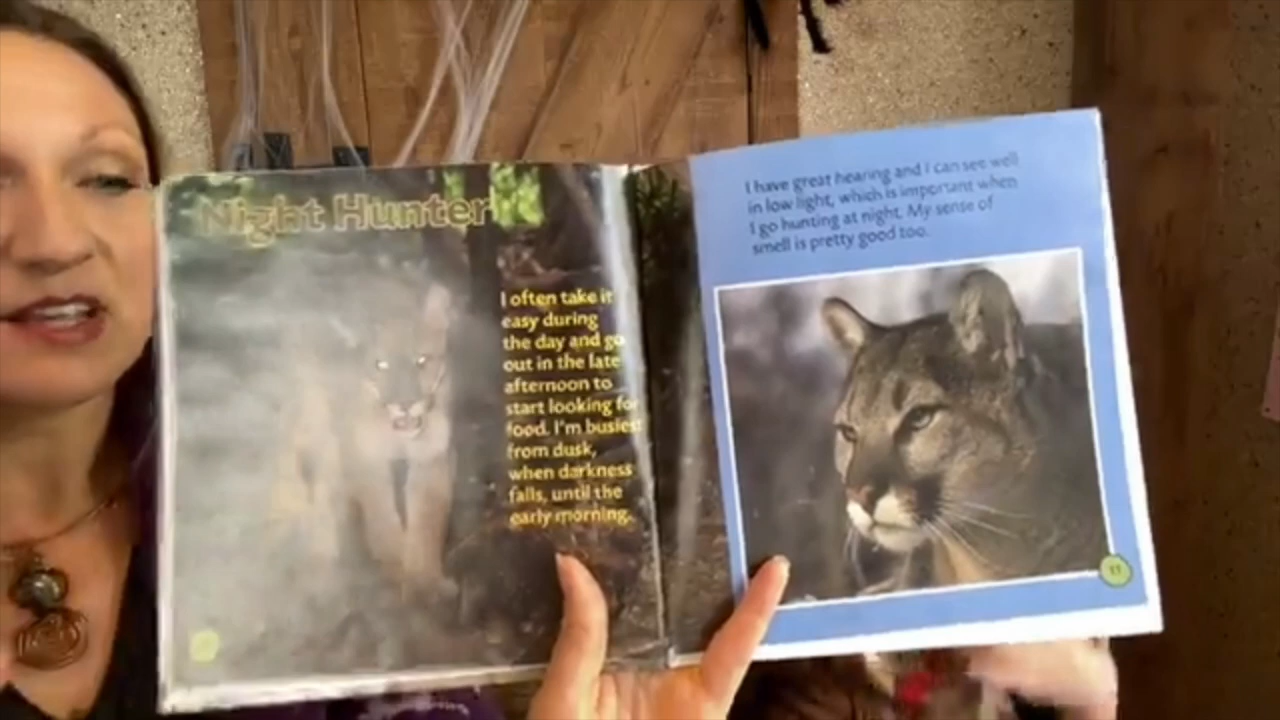 Night Hunter
I often take it
easy during
the day and go
out in the late
afternoon to
start looking for
food. I'm busiest
from dusk,
when darkness
falls, until the
early morning.
I have great hearing and I can see well
in low light, which is important when
I go hunting at night. My sense of
smell is pretty good too.
11